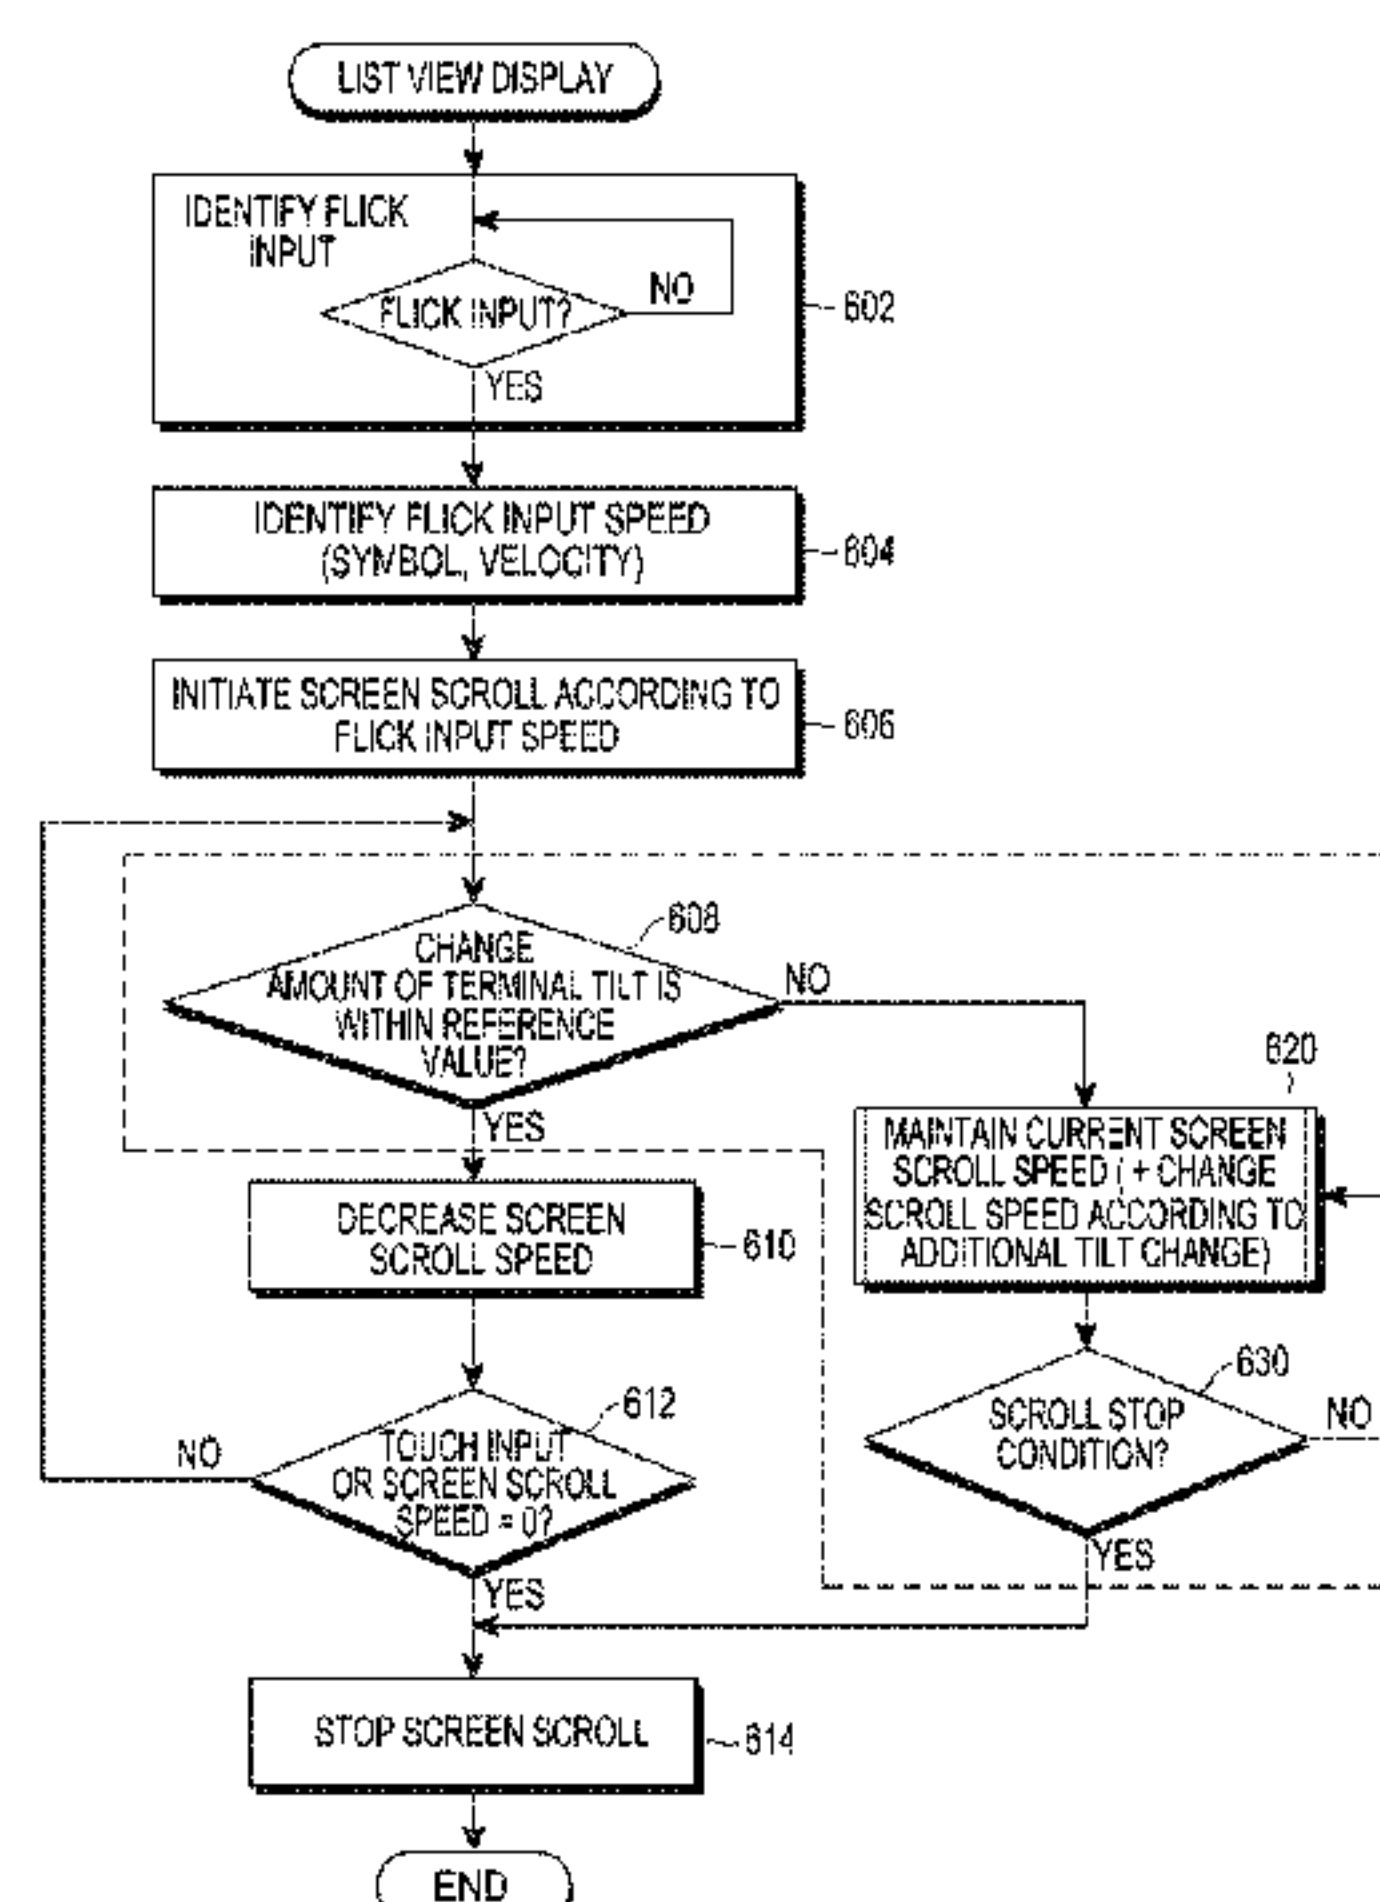 LIST VIEW DISPLAY
IDENTIFY FLICK
INPUT
FLICK INPUT?
NO
602
YES
IDENTIFY FLICK INPUT SPEED
(SYMBOL, VELOCITY)
604
INITIATE SCREEN SCROLL ACCORDING TO
FLICK INPUT SPEED
606
608
CHANGE
AMOUNT OF TERMINAL TILT IS
WITHIN REFERENCE
VALUE?
NO
YES
620
MAINTAIN CURRENT SCREEN
SCROLL SPEED ( + CHANGE
SCROLL SPEED ACCORDING TO
ADDITIONAL TILT CHANGE)
DECREASE SCREEN
SCROLL SPEED
610
630
SCROLL STOP
CONDITION?
NO
YES
612
TOUCH INPUT
OR SCREEN SCROLL
SPEED = 0?
NO
YES
STOP SCREEN SCROLL
614
END